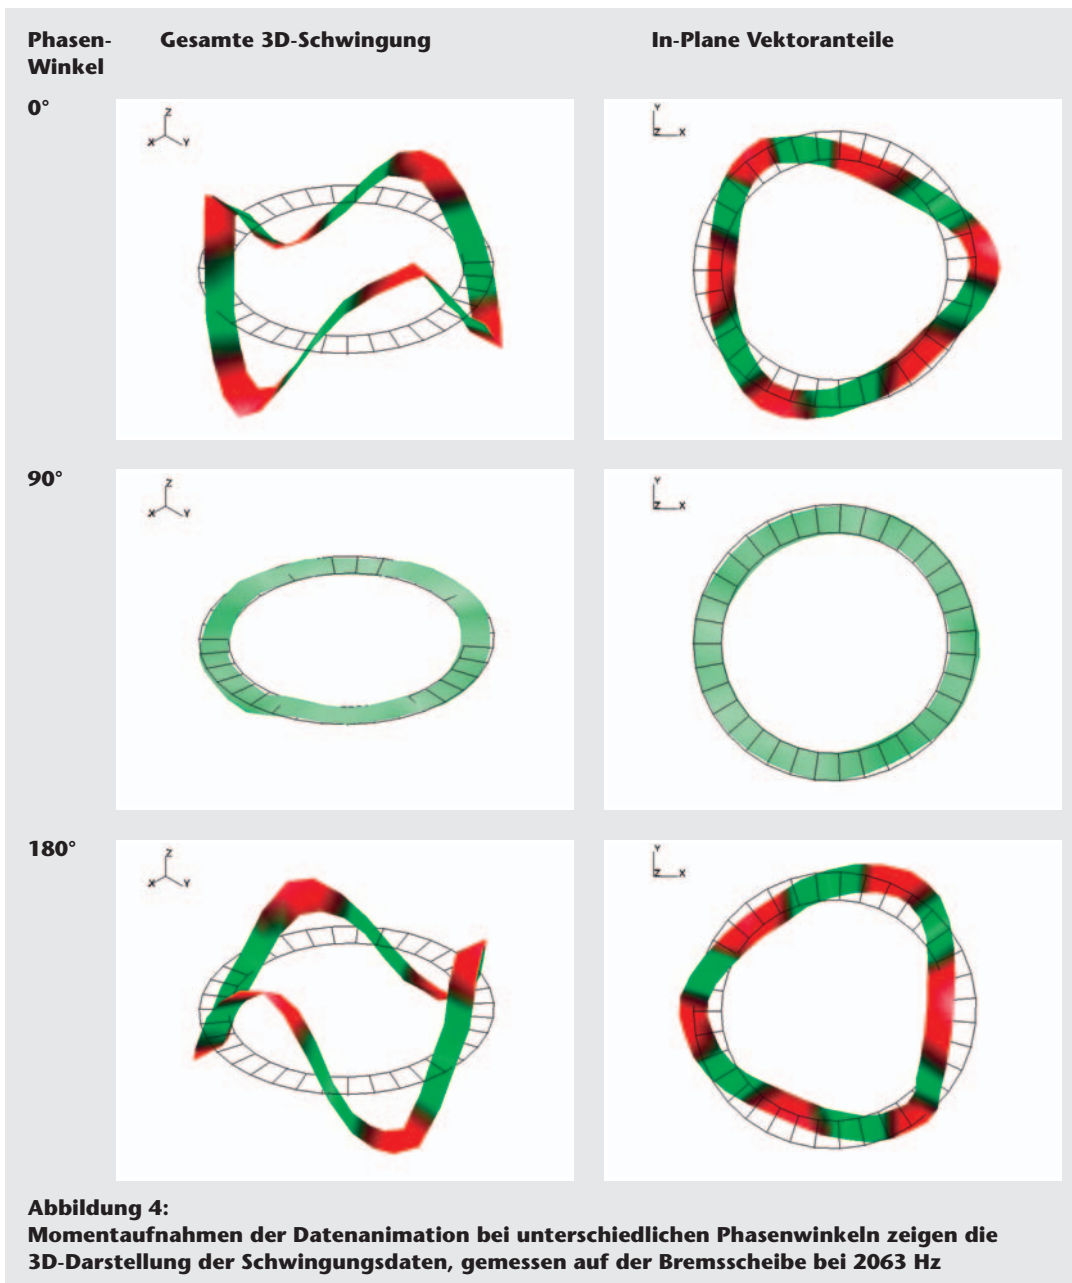 Phasen-
Winkel
Gesamte 3D-Schwingung
In-Plane Vektoranteile
0°
Z
X Y
Y
Z X
90°
Z
X Y
Y
Z X
180°
Z
X Y
Y
Z X
Abbildung 4:
Momentaufnahmen der Datenanimation bei unterschiedlichen Phasenwinkeln zeigen die
3D-Darstellung der Schwingungsdaten, gemessen auf der Bremsscheibe bei 2063 Hz